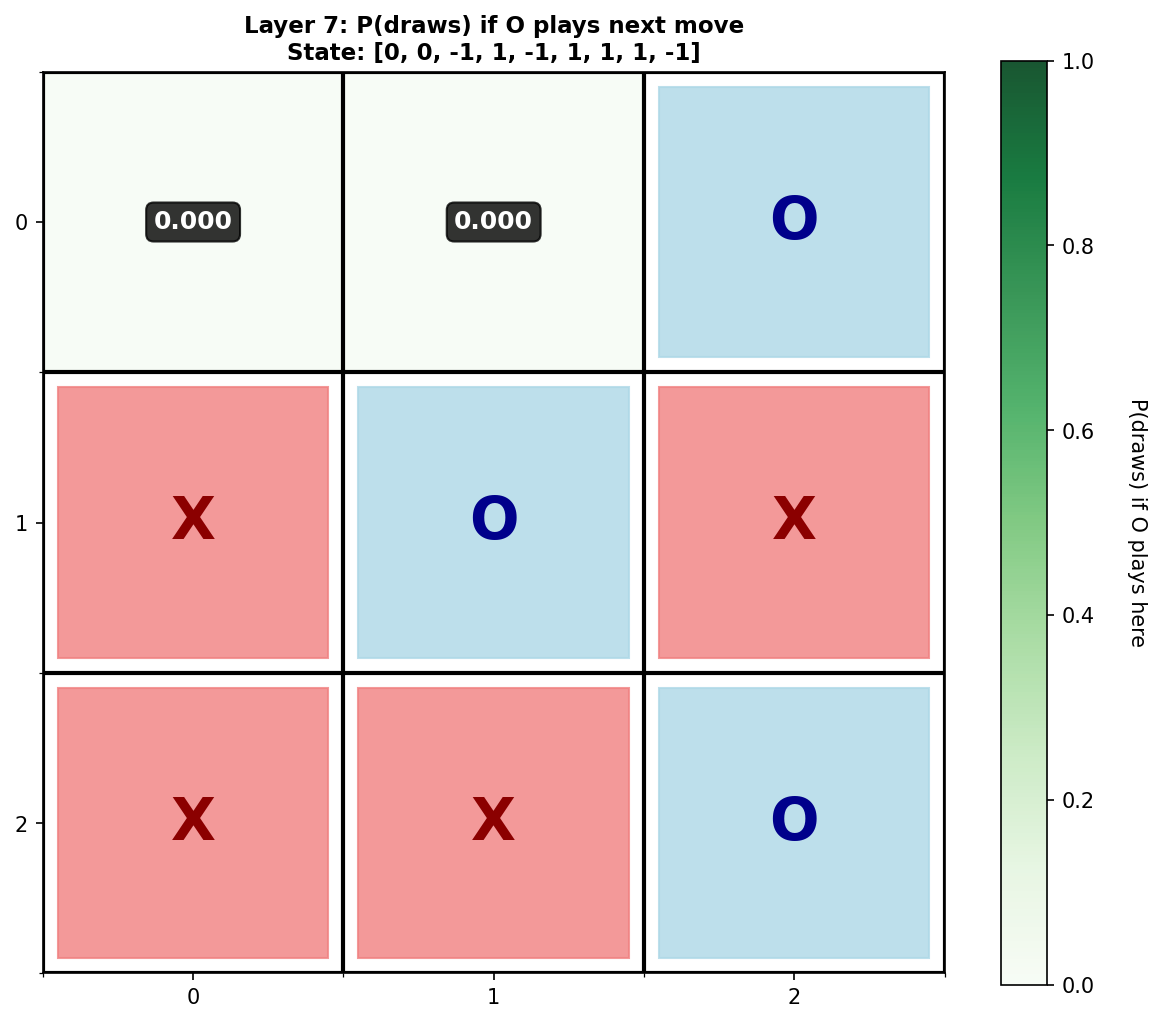 Layer 7: P(draws) if O plays next move
State: [0, 0, -1, 1, -1, 1, 1, 1, -1]
0.000 0.000 O
X O X
X X O
0
1
2
0 1 2
1.0
0.8
0.6
0.4
0.2
0.0
P(draws) if O plays here